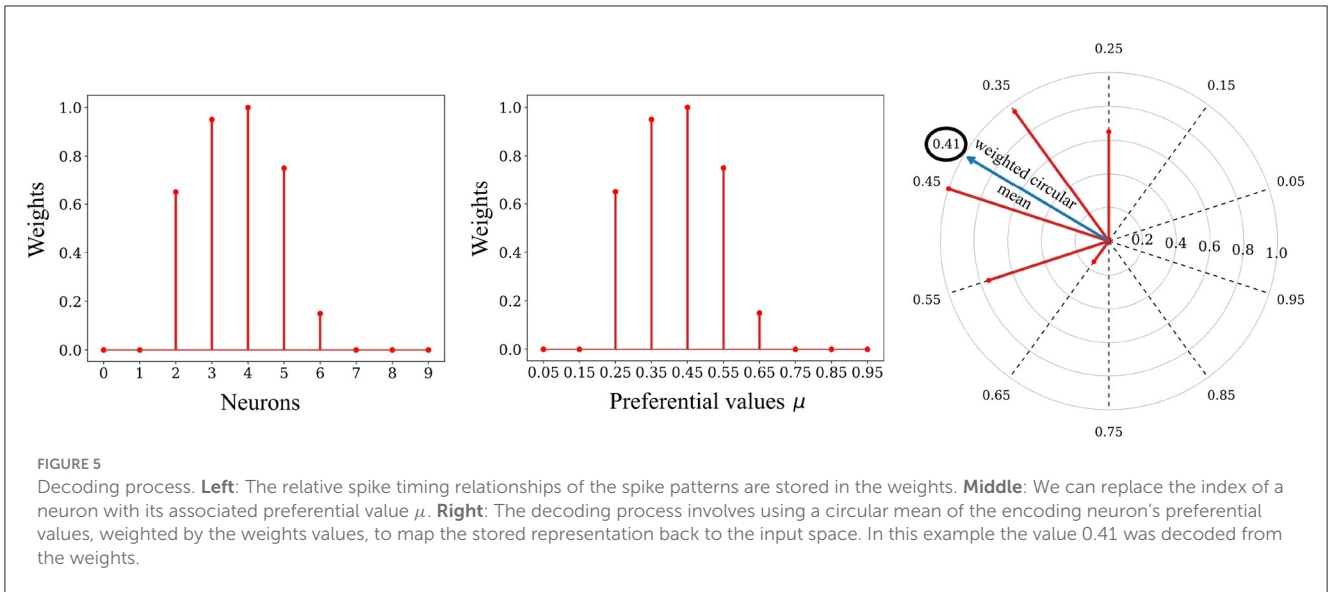 Weights
1.0
0.8
0.6
0.4
0.2
0.0
0 1 2 3 4 5 6 7 8 9
Neurons
Weights
1.0
0.8
0.6
0.4
0.2
0.0
0.05 0.15 0.25 0.35 0.45 0.55 0.65 0.75 0.85 0.95
Preferential values μ
0.25
0.35
0.15
0.41
weighted circular
mean
0.45
0.05
0.2 0.4 0.6 0.8 1.0
0.55
0.95
0.65
0.85
0.75
FIGURE 5
Decoding process. Left: The relative spike timing relationships of the spike patterns are stored in the weights. Middle: We can replace the index of a
neuron with its associated preferential value μ. Right: The decoding process involves using a circular mean of the encoding neuron's preferential
values, weighted by the weights values, to map the stored representation back to the input space. In this example the value 0.41 was decoded from
the weights.